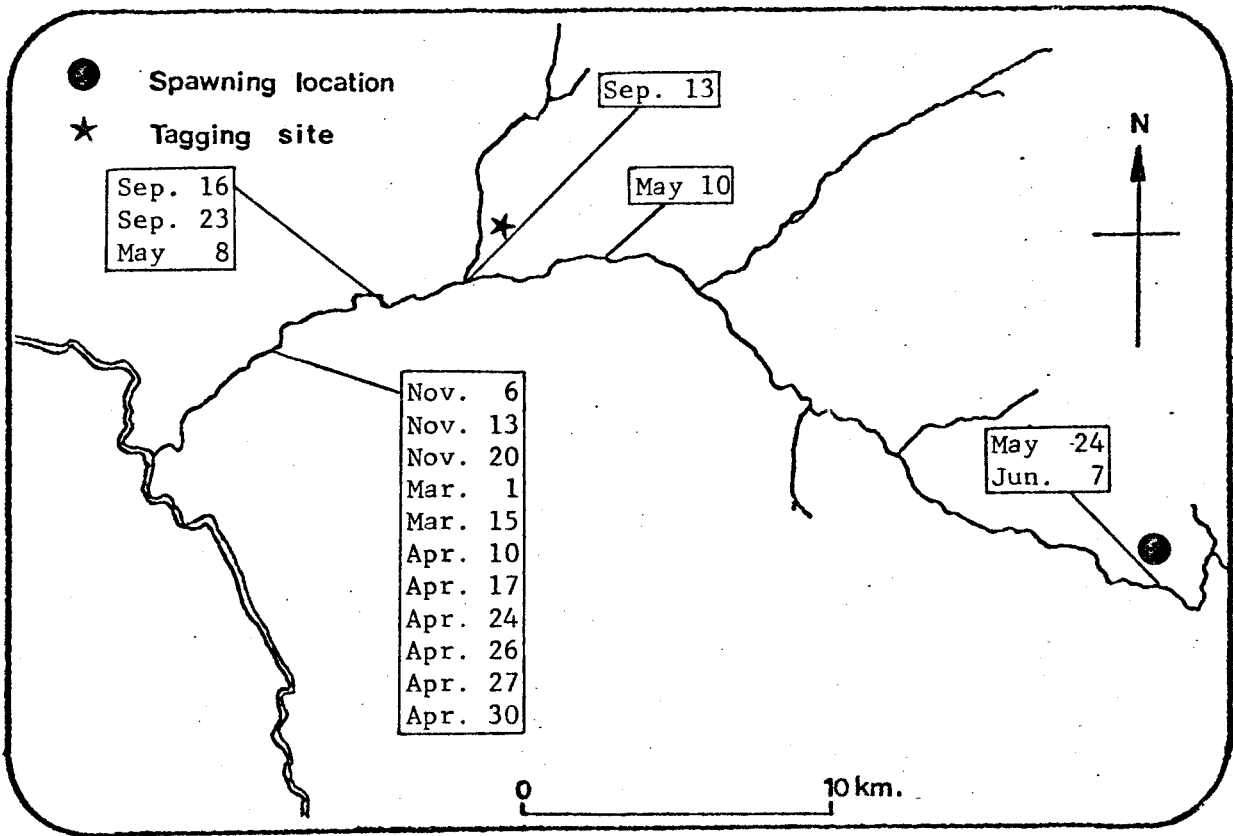 Spawning location
Tagging site
Sep. 13
N
Sep. 16
Sep. 23
May 8
May 10
Nov. 6
Nov. 13
Nov. 20
Mar. 1
Mar. 15
Apr. 10
Apr. 17
Apr. 24
Apr. 26
Apr. 27
Apr. 30
May 24
Jun. 7
0 10 km.